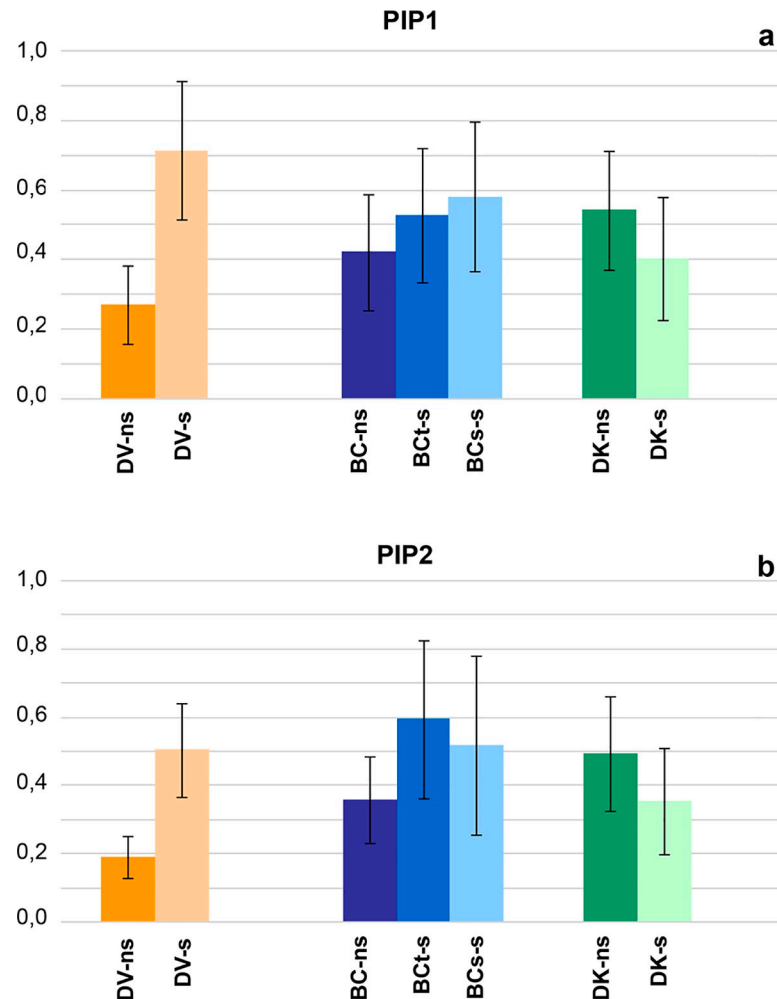 PIP1
a
1,0
0,8
0,6
0,4
0,2
0,0
DV-ns
DV-s
BC-ns
BCt-s
BCs-s
DK-ns
DK-s
PIP2
b
1,0
0,8
0,6
0,4
0,2
0,0
DV-ns
DV-s
BC-ns
BCt-s
BCs-s
DK-ns
DK-s